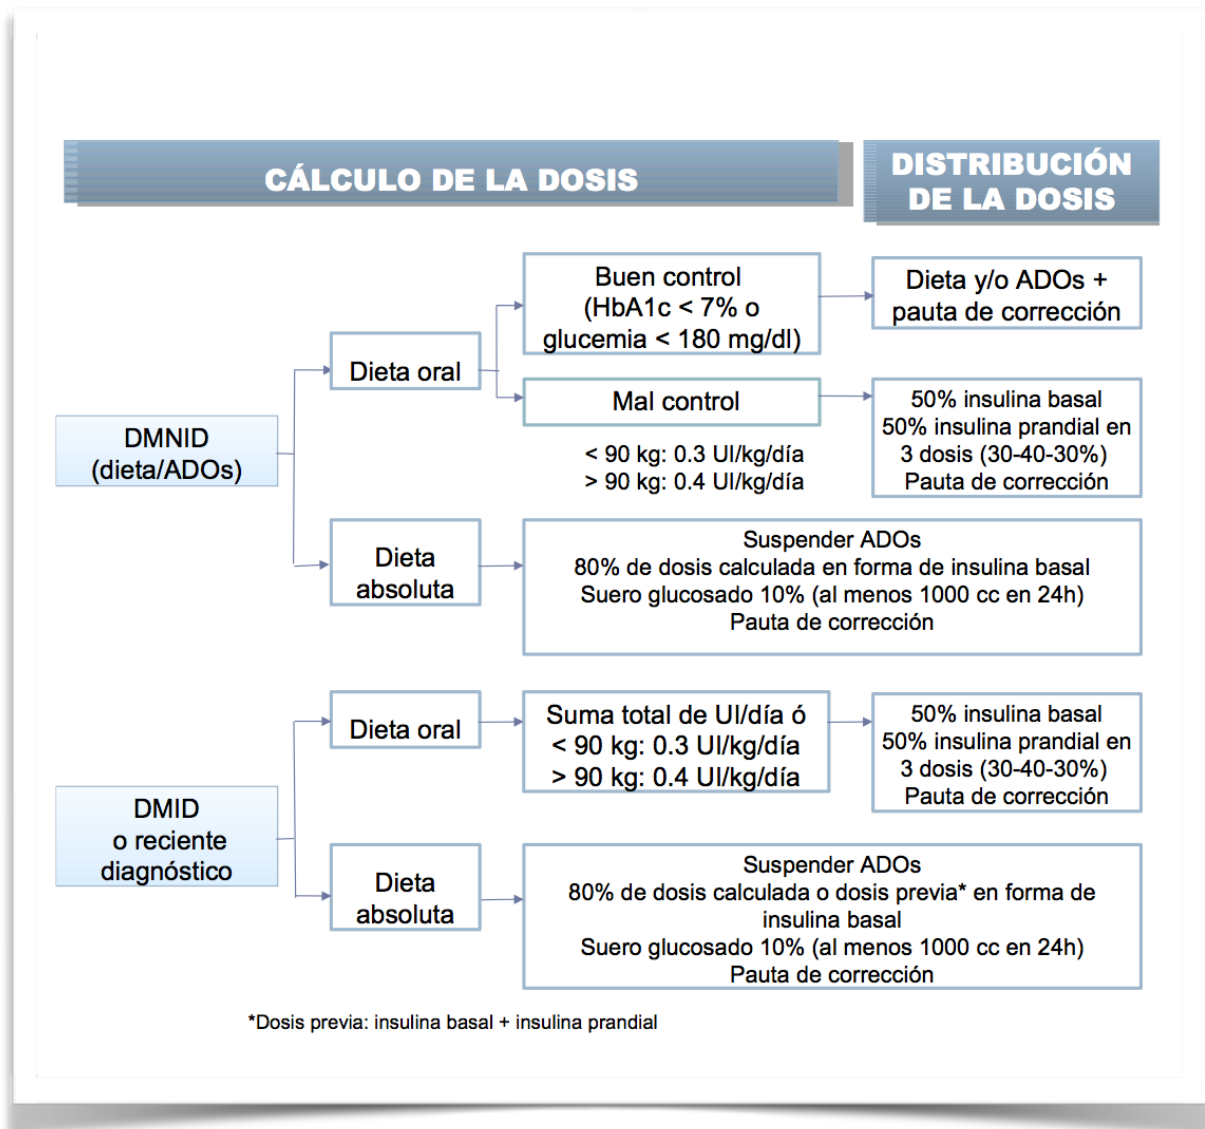 CÁLCULO DE LA DOSIS
DISTRIBUCIÓN
DE LA DOSIS
DMNID
(dieta/ADOs)
Dieta oral
Buen control
(HbA1c < 7% o
glucemia < 180 mg/dl)
Dieta y/o ADOs +
pauta de corrección
Mal control
< 90 kg: 0.3 UI/kg/día
> 90 kg: 0.4 UI/kg/día
50% insulina basal
50% insulina prandial en
3 dosis (30-40-30%)
Pauta de corrección
Dieta
absoluta
Suspender ADOs
80% de dosis calculada en forma de insulina basal
Suero glucosado 10% (al menos 1000 cc en 24h)
Pauta de corrección
DMID
o reciente
diagnóstico
Dieta oral
Suma total de UI/día ó
< 90 kg: 0.3 UI/kg/día
> 90 kg: 0.4 UI/kg/día
50% insulina basal
50% insulina prandial en
3 dosis (30-40-30%)
Pauta de corrección
Dieta
absoluta
Suspender ADOs
80% de dosis calculada o dosis previa* en forma de
insulina basal
Suero glucosado 10% (al menos 1000 cc en 24h)
Pauta de corrección
*Dosis previa: insulina basal + insulina prandial